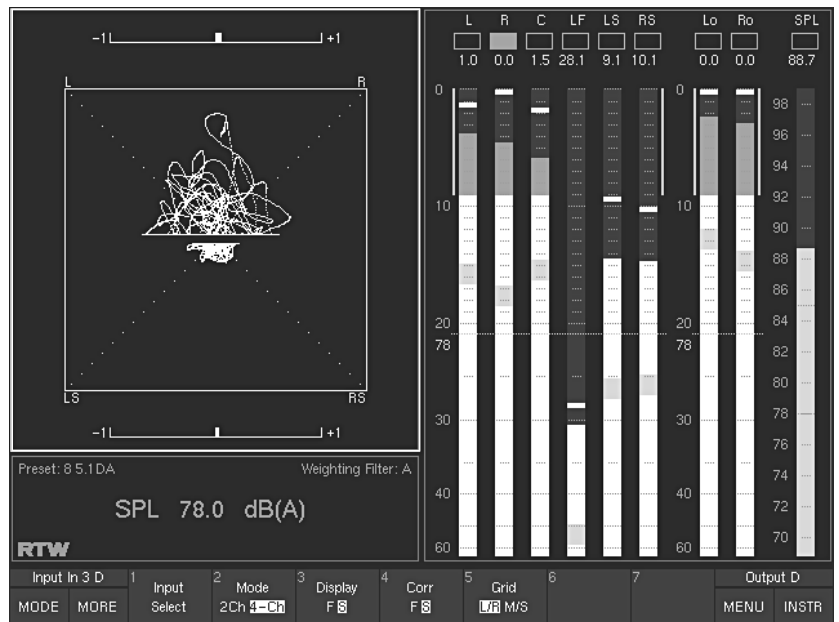 L R C LF LS RS Lo Ro SPL
1.0 0.0 1.5 28.1 9.1 10.1 0.0 0.0 88.7
-1 +1
L R
LS RS
-1 +1
0 0 98
96
94
92
10 10 90
88
86
20 20 84
78 78 82
80
30 30 78
76
40 40 74
72
60 60 70
Preset: 8 5.1DA Weighting Filter: A
SPL 78.0 dB(A)
RTW
Input In 3 D
MODE MORE
1 Input
Select
2 Mode
2Ch 4-Ch
3 Display
F S
4 Corr
F S
5 Grid
L/R M/S
6
7
Output D
MENU INSTR